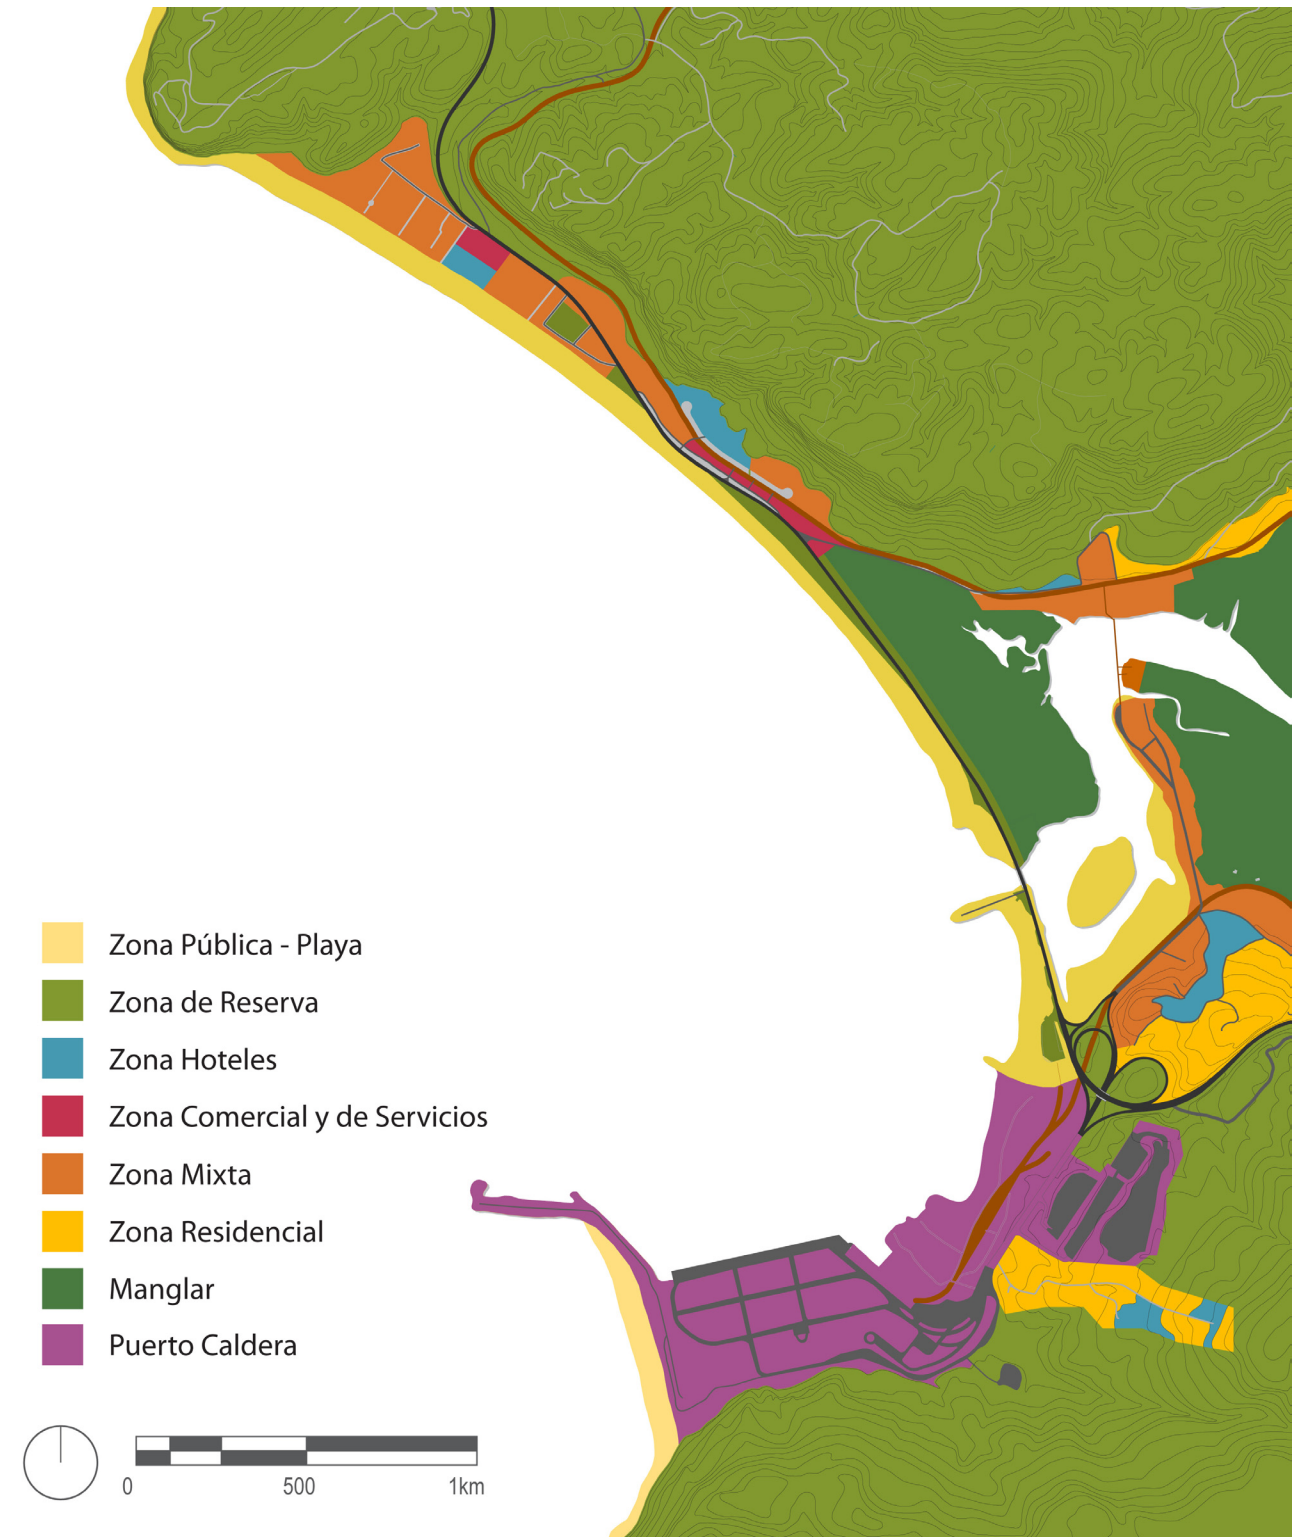 Zona Pública - Playa
Zona de Reserva
Zona Hoteles
Zona Comercial y de Servicios
Zona Mixta
Zona Residencial
Manglar
Puerto Caldera
0 500 1km